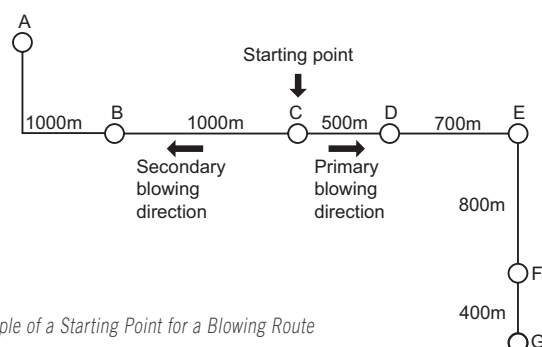 A
Starting point
B
C
D
E
1000m
1000m
500m
700m
Secondary
blowing
direction
Primary
blowing
direction
800m
F
400m
G
ple of a Starting Point for a Blowing Route